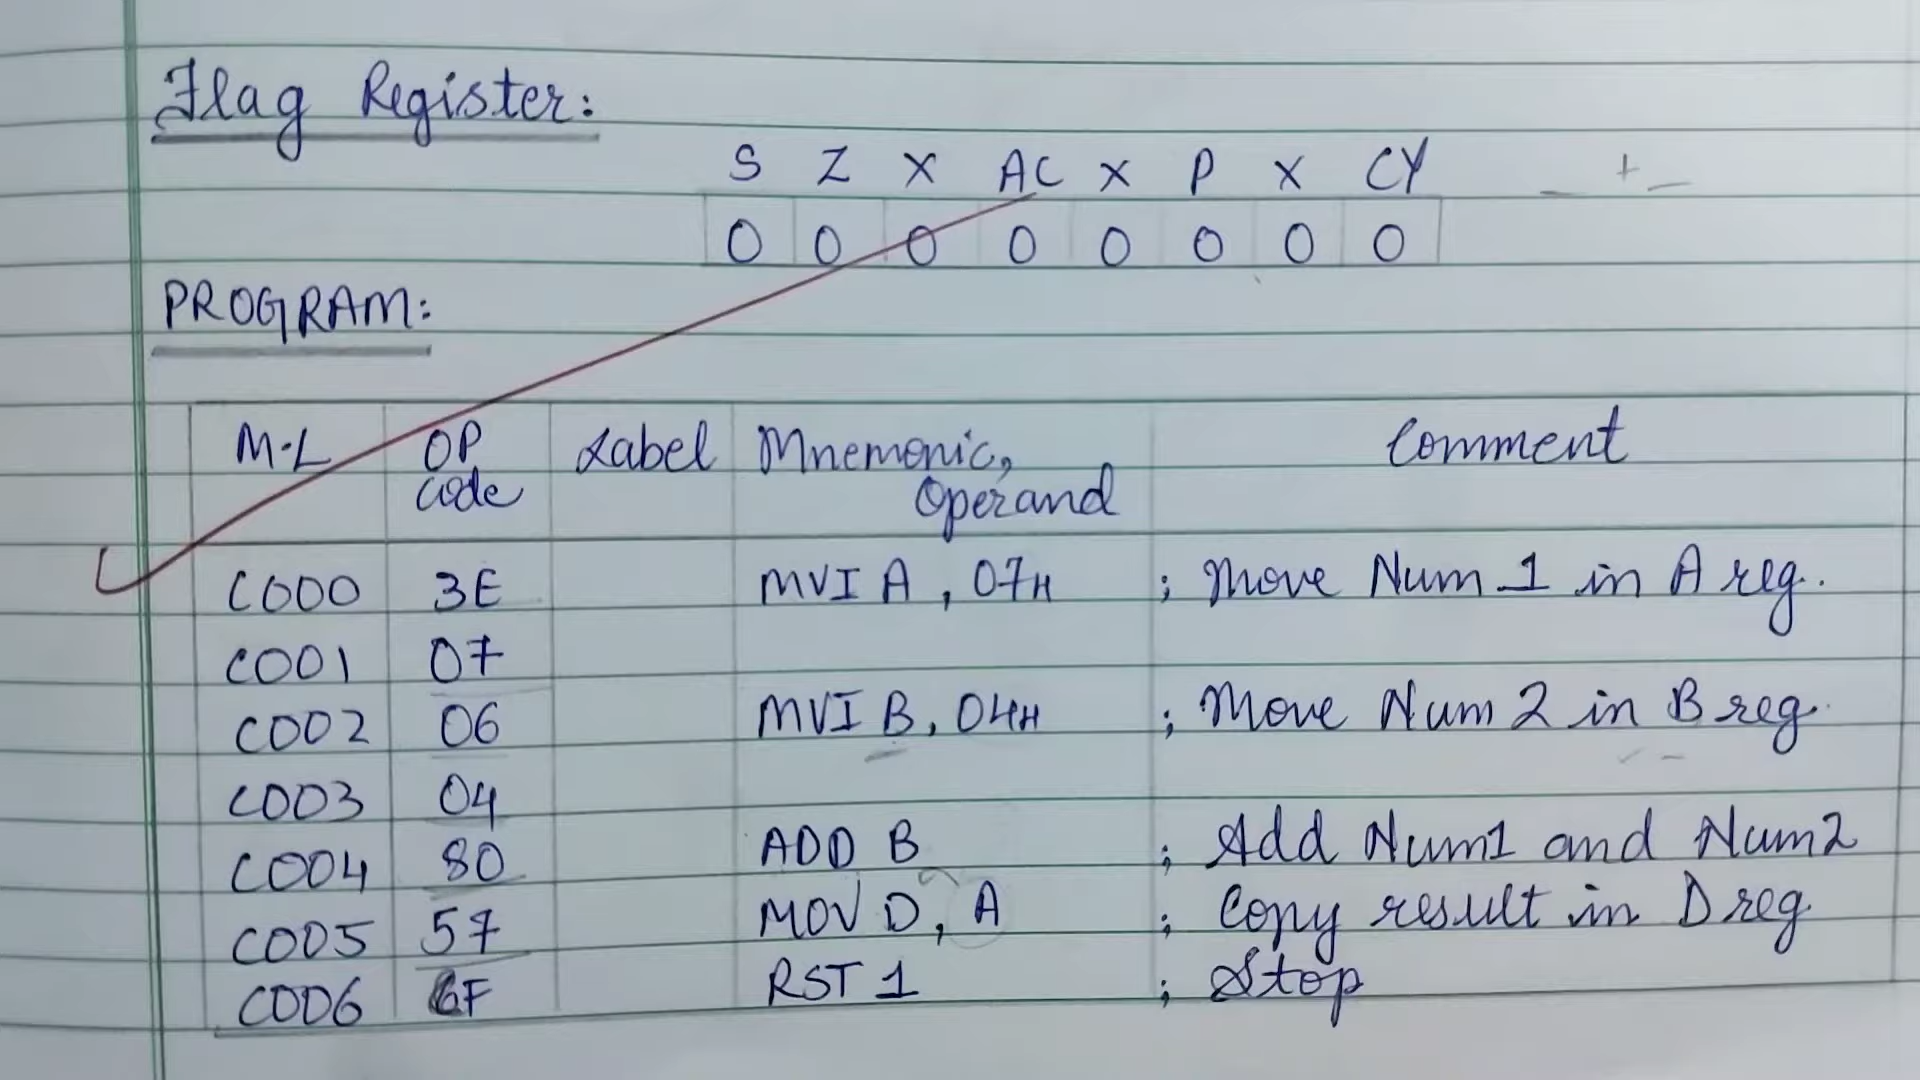 Flag Register:
S Z X AC X P X CY
0 0 0 0 0 0 0 0
PROGRAM:
M·L OP Code Label Mnemonic, Operand Comment
C000 3E MVI A, 07H ; Move Num 1 in A reg.
C001 07
C002 06 MVI B, 04H ; Move Num 2 in B reg.
C003 04
C004 80 ADD B ; Add Num1 and Num2
C005 57 MOV D, A ; Copy result in D reg
C006 RST 1 ; Stop